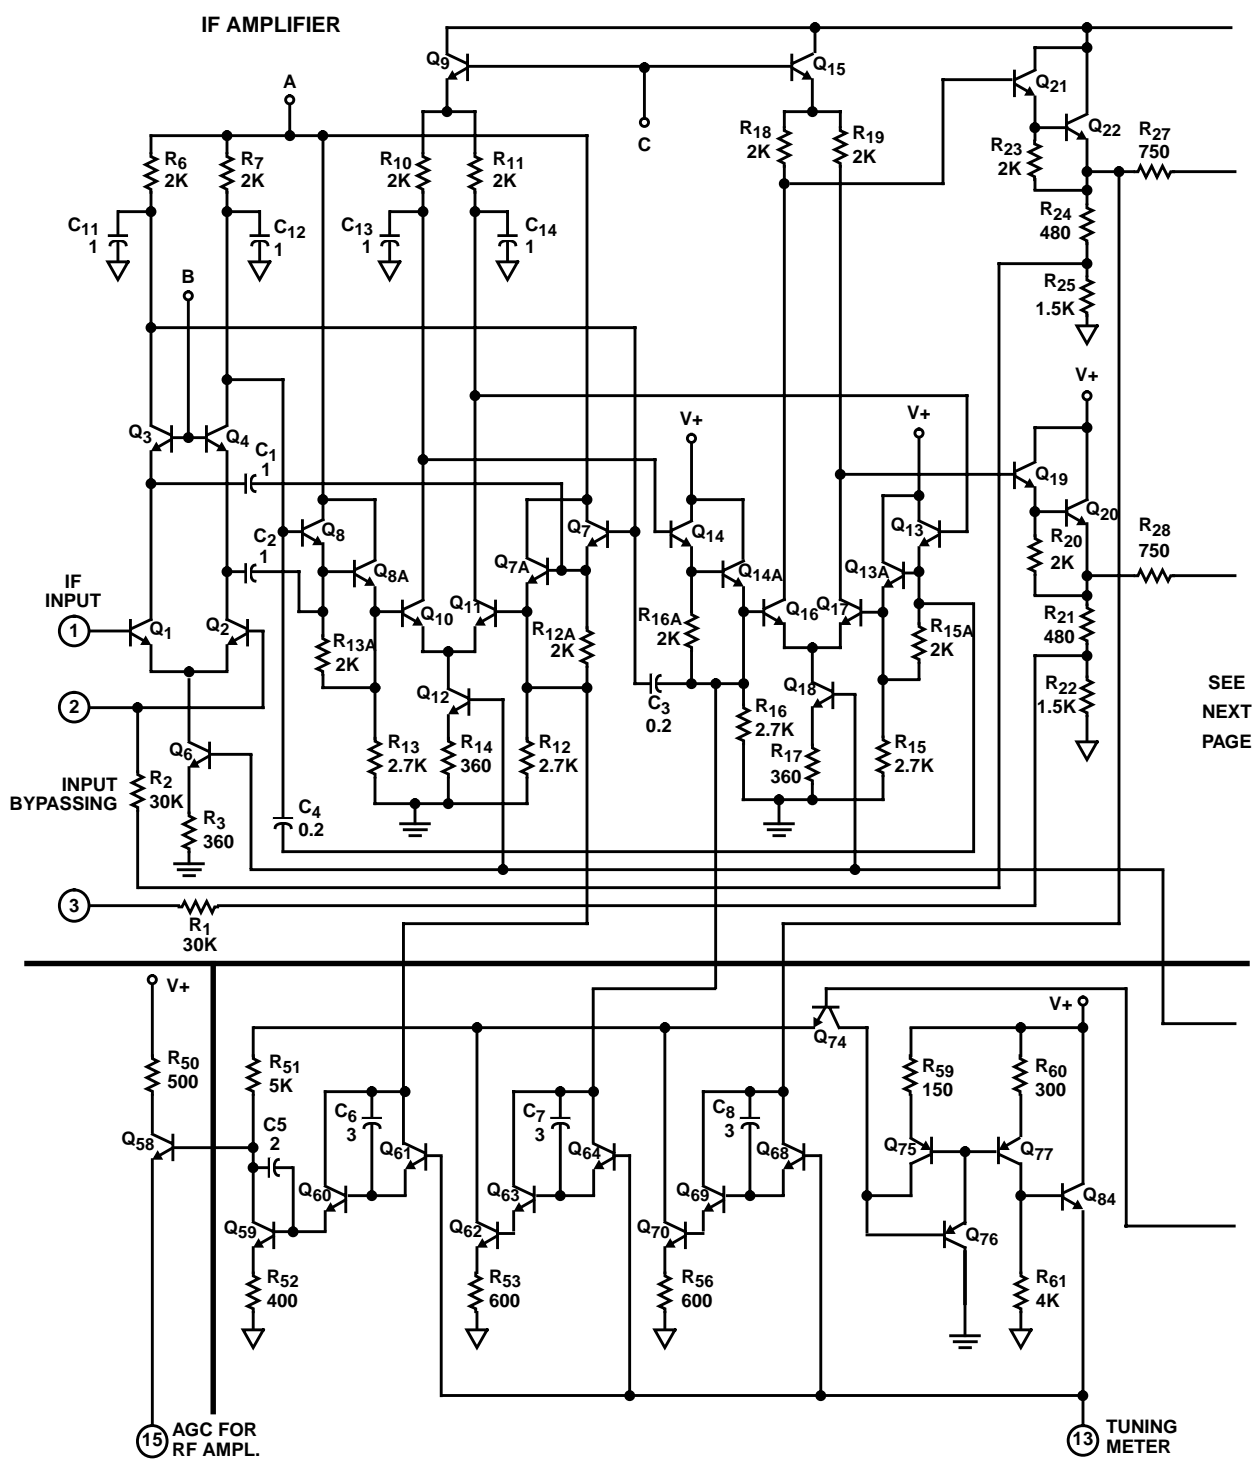 IF AMPLIFIER
Q9
Q15
Q21
A
C
R18
2K
R19
2K
Q22
R23
2K
R27
750
R6
2K
R7
2K
R10
2K
R11
2K
C11
1
C12
1
C13
1
C14
1
R24
480
B
R25
1.5K
V+
V+
V+
Q3
Q4
C1
1
Q19
Q20
Q8
C2
1
Q7
Q14
Q13
R20
2K
R28
750
Q8A
Q7A
Q14A
Q13A
IF
INPUT
1
Q1
Q2
Q10
Q11
R12A
2K
R16A
2K
Q16
Q17
R15A
2K
R21
480
R13A
2K
2
Q12
C3
0.2
Q18
R22
1.5K
SEE
NEXT
PAGE
Q6
R13
2.7K
R14
360
R12
2.7K
R16
2.7K
R17
360
R15
2.7K
INPUT
BYPASSING
R2
30K
R3
360
C4
0.2
3
R1
30K
V+
V+
Q74
R50
500
R51
5K
R59
150
R60
300
C6
3
C7
3
C8
3
Q58
C5
2
Q61
Q64
Q68
Q75
Q77
Q60
Q63
Q69
Q84
Q59
Q62
Q70
Q76
R52
400
R53
600
R56
600
R61
4K
15
AGC FOR
RF AMPL.
13
TUNING
METER